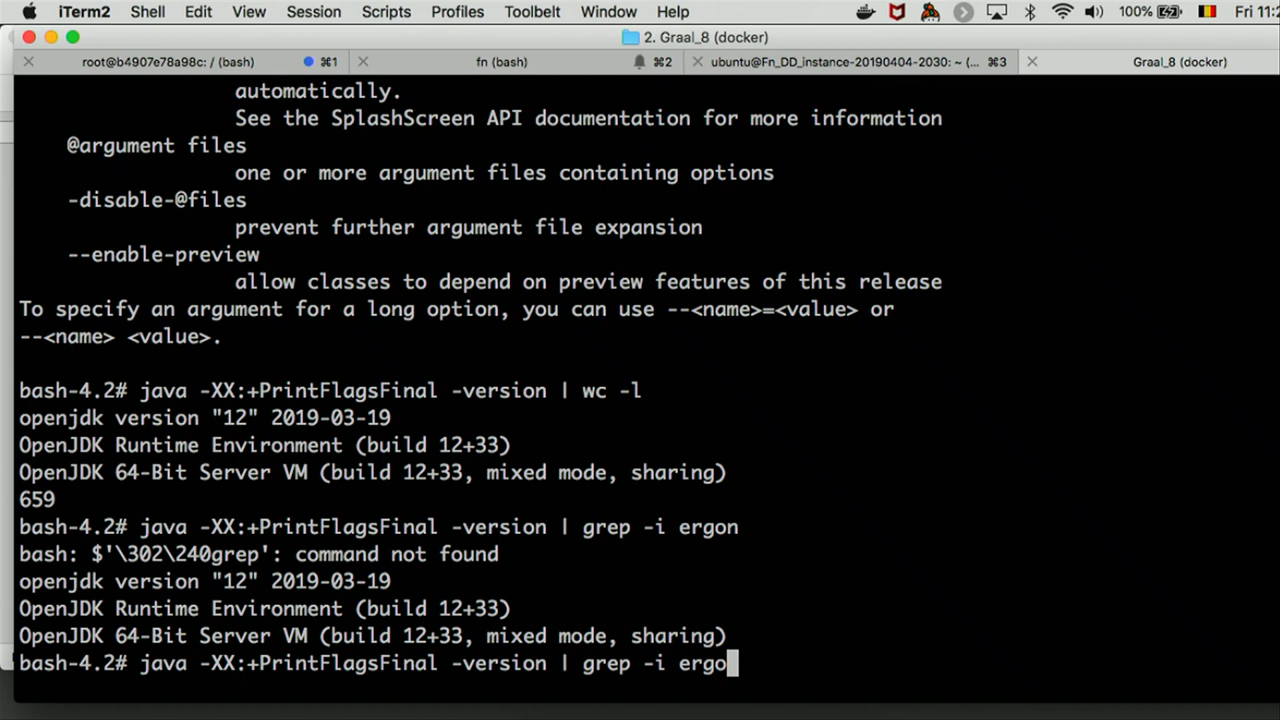 iTerm2 Shell Edit View Session Scripts Profiles Toolbelt Window Help 100% Fri 11:2
2. Graal_8 (docker)
root@b4907e78a98c: / (bash) ⌘1 fn (bash) ⌘2 ubuntu@Fn_DD_instance-20190404-2030: ~ (... ⌘3 Graal_8 (docker)
automatically.
See the SplashScreen API documentation for more information
@argument files
one or more argument files containing options
-disable-@files
prevent further argument file expansion
--enable-preview
allow classes to depend on preview features of this release
To specify an argument for a long option, you can use --<name>=<value> or
--<name> <value>.
bash-4.2# java -XX:+PrintFlagsFinal -version | wc -l
openjdk version "12" 2019-03-19
OpenJDK Runtime Environment (build 12+33)
OpenJDK 64-Bit Server VM (build 12+33, mixed mode, sharing)
659
bash-4.2# java -XX:+PrintFlagsFinal -version | grep -i ergon
bash: $'\302\240grep': command not found
openjdk version "12" 2019-03-19
OpenJDK Runtime Environment (build 12+33)
OpenJDK 64-Bit Server VM (build 12+33, mixed mode, sharing)
bash-4.2# java -XX:+PrintFlagsFinal -version | grep -i ergo